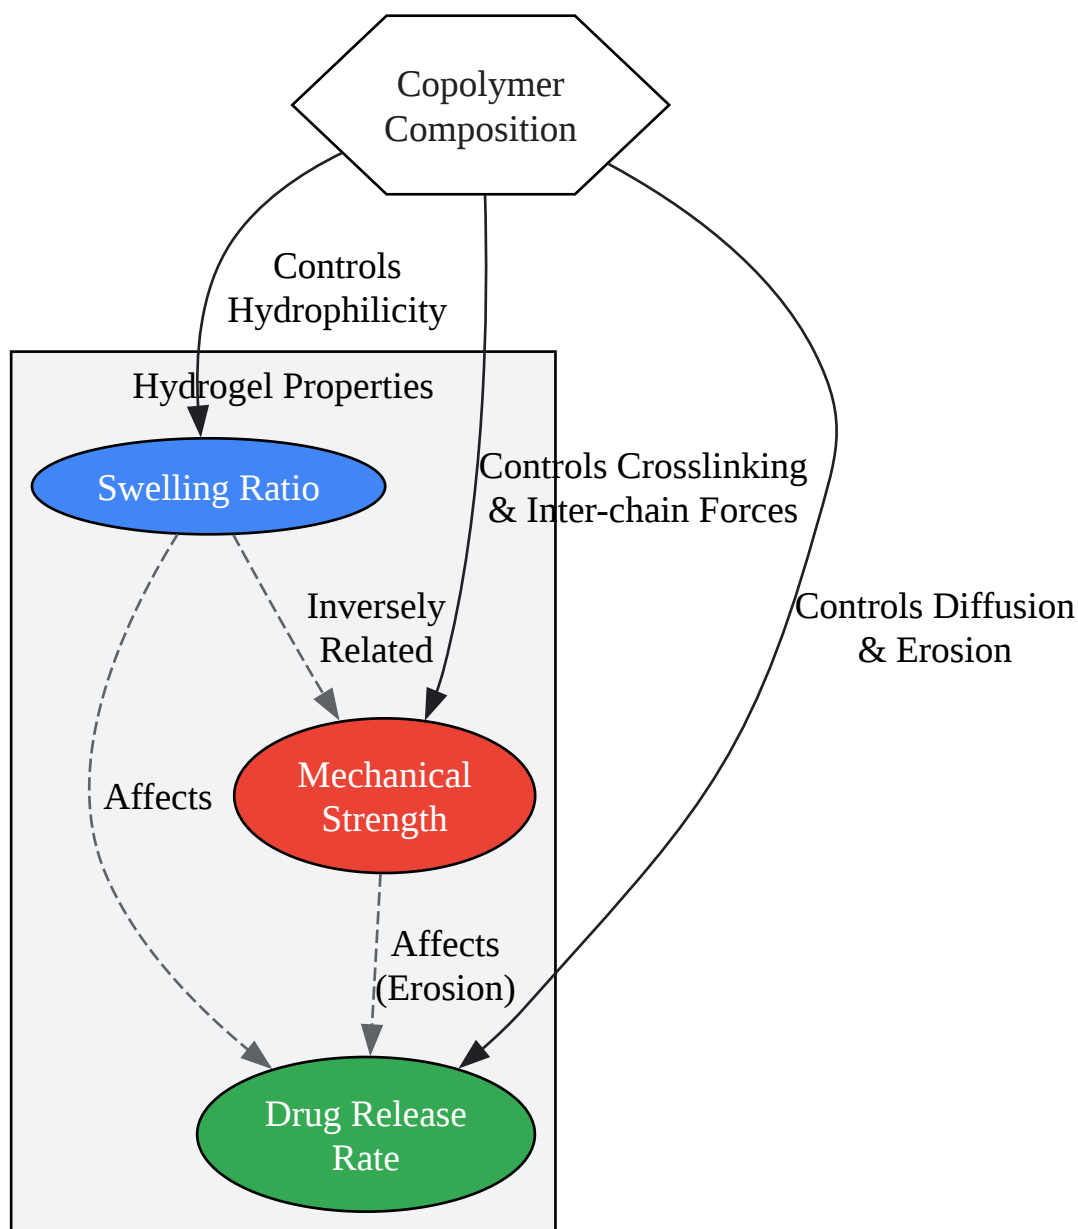 Copolymer
Composition
Controls
Hydrophilicity
Hydrogel Properties
Controls Crosslinking
& Inter-chain Forces
Swelling Ratio
Inversely
Related
Controls Diffusion
& Erosion
Mechanical
Strength
Affects
Affects
(Erosion)
Drug Release
Rate